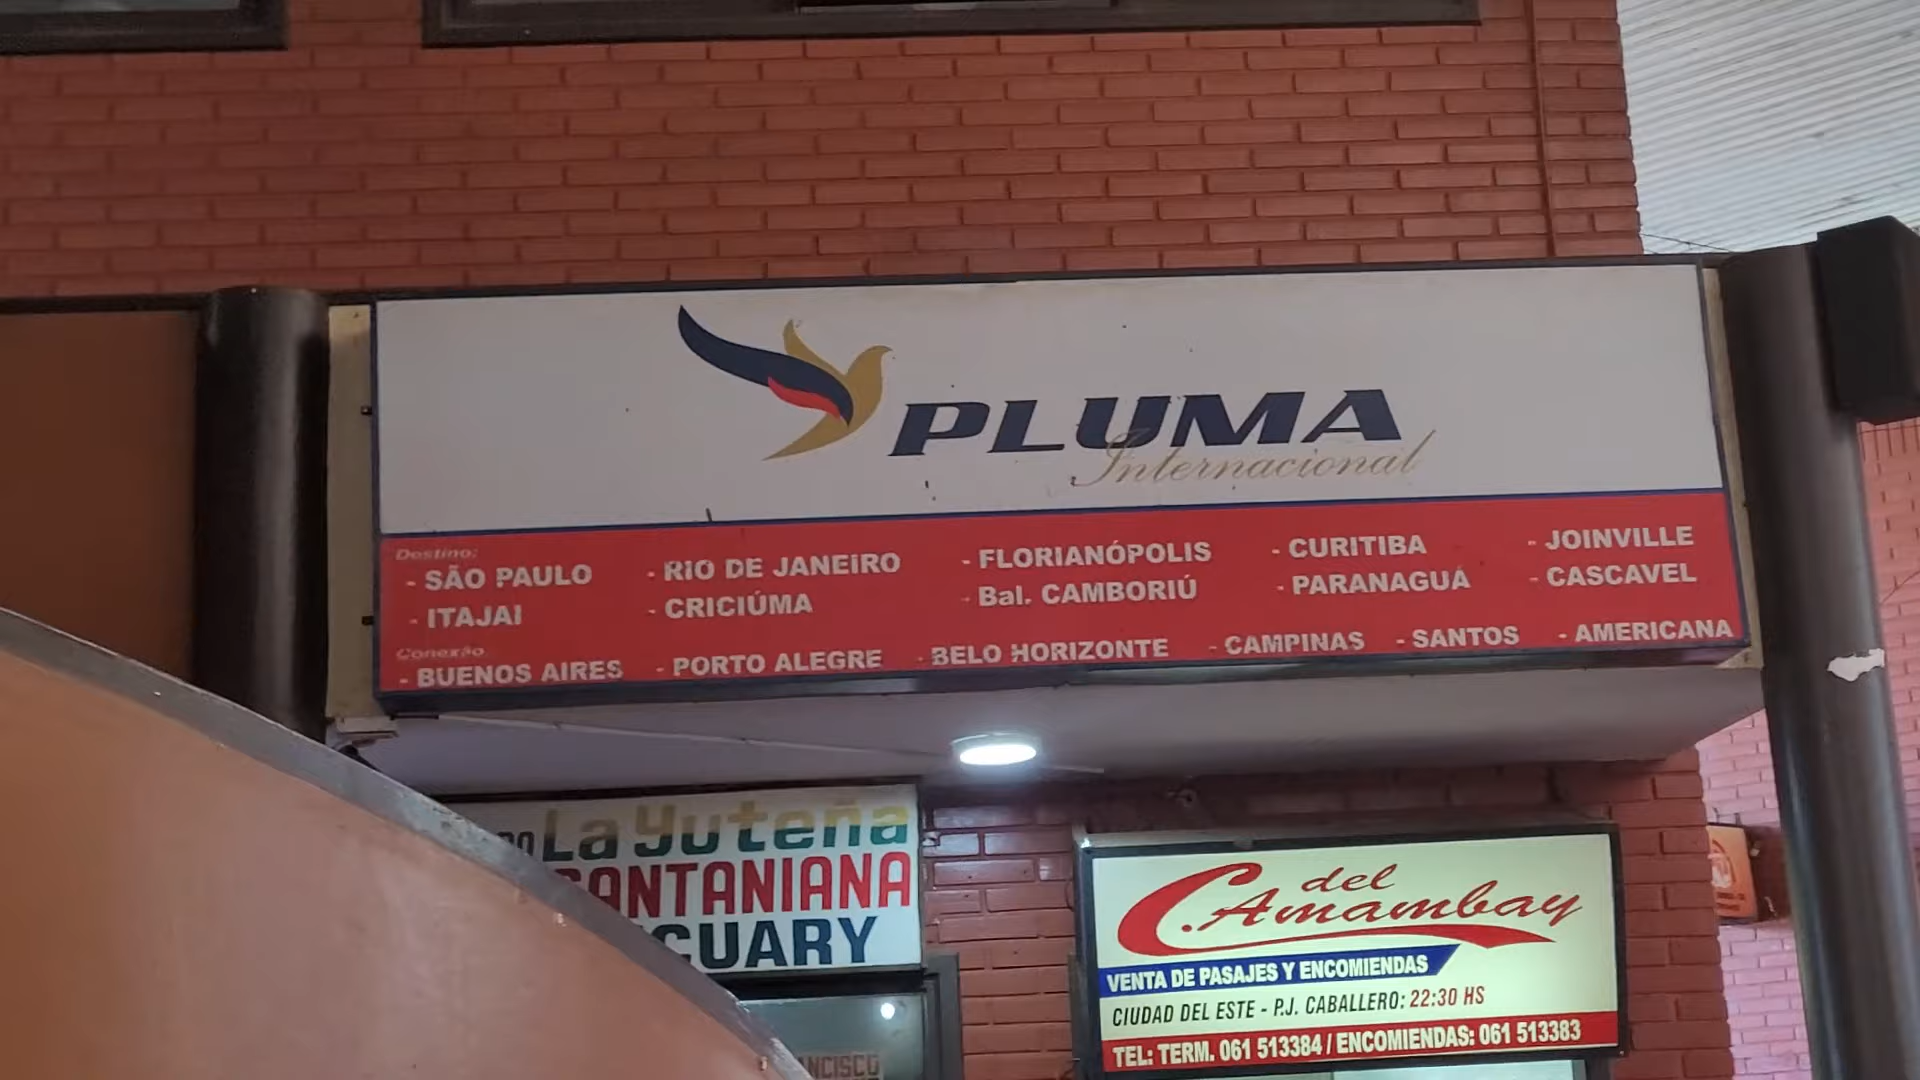 PLUMA
Internacional
Destino:
- SÃO PAULO - RIO DE JANEIRO - FLORIANÓPOLIS - CURITIBA - JOINVILLE
- ITAJAI - CRICIÚMA - Bal. CAMBORIÚ - PARANAGUÁ - CASCAVEL
Conexão
- BUENOS AIRES - PORTO ALEGRE - BELO HORIZONTE - CAMPINAS - SANTOS - AMERICANA
La Yuteña
ANTANIANA
CUARY
NCISCO
C. del Amambay
VENTA DE PASAJES Y ENCOMIENDAS
CIUDAD DEL ESTE - P.J. CABALLERO: 22:30 HS
TEL: TERM. 061 513384 / ENCOMIENDAS: 061 513383